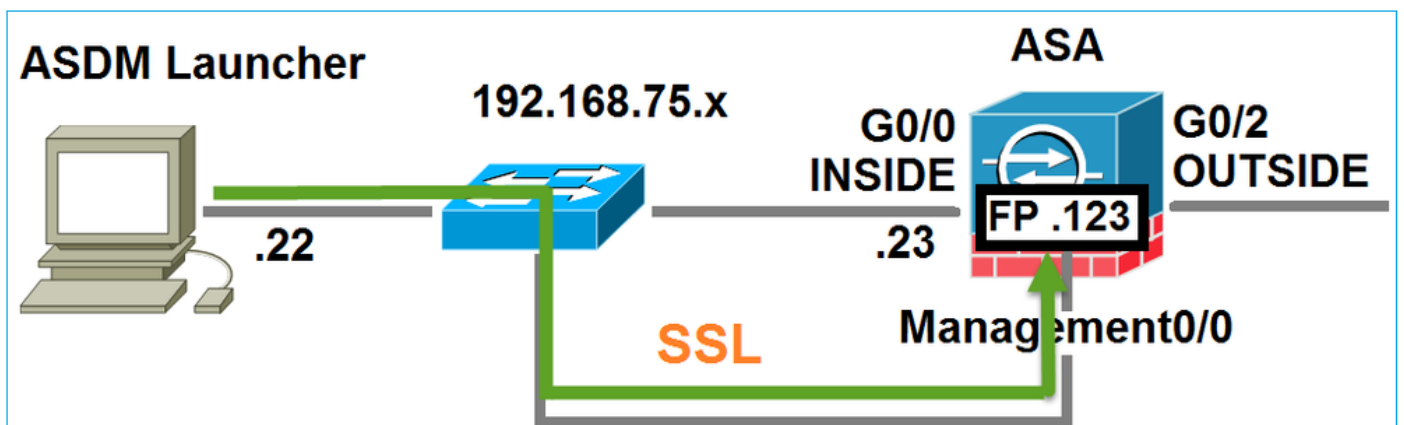 ASDM Launcher
192.168.75.x
ASA
G0/0
INSIDE
G0/2
OUTSIDE
FP .123
.22
.23
SSL
Management0/0